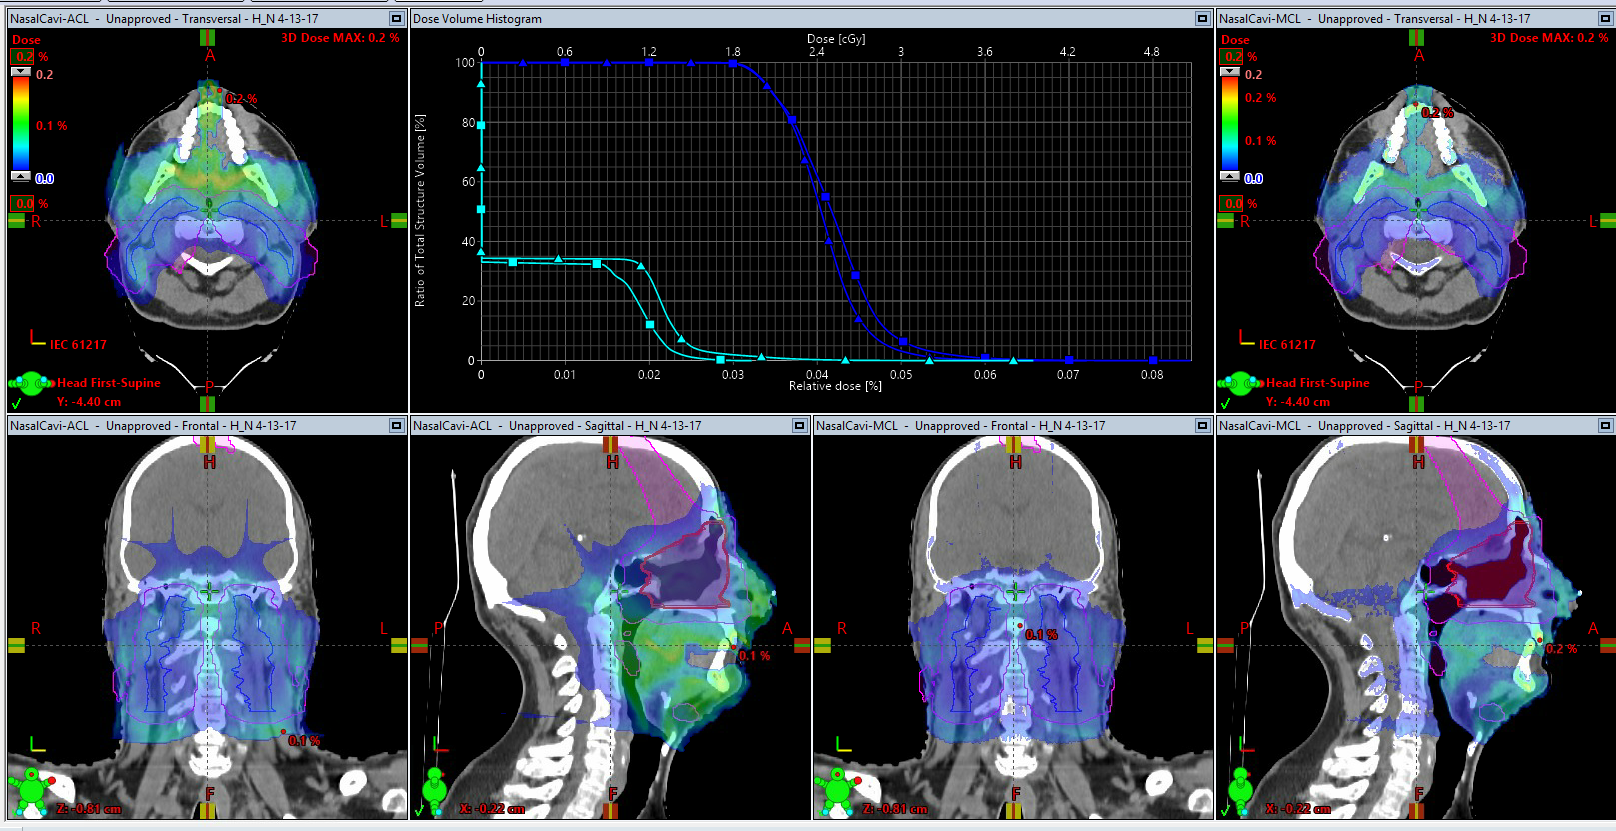 NasalCavi-ACL - Unapproved - Transversal - H_N 4-13-17
Dose
0.2 %
3D Dose MAX: 0.2 %
A
0.2
0.2 %
0.1 %
0.0
0.0 %
R
L
IEC 61217
Head First-Supine
P
Y: -4.40 cm
Dose Volume Histogram
Dose [cGy]
0 0.6 1.2 1.8 2.4 3 3.6 4.2 4.8
Ratio of Total Structure Volume [%]
100
80
60
40
20
0
0 0.01 0.02 0.03 0.04 0.05 0.06 0.07 0.08
Relative dose [%]
NasalCavi-MCL - Unapproved - Transversal - H_N 4-13-17
Dose
0.2 %
3D Dose MAX: 0.2 %
A
0.2
0.2 %
0.2 %
0.1 %
0.0
0.0 %
R
L
IEC 61217
Head First-Supine
P
Y: -4.40 cm
NasalCavi-ACL - Unapproved - Frontal - H_N 4-13-17
H
R
L
0.1 %
F
Z: -0.81 cm
NasalCavi-ACL - Unapproved - Sagittal - H_N 4-13-17
H
P
A
0.1 %
F
X: -0.22 cm
NasalCavi-MCL - Unapproved - Frontal - H_N 4-13-17
H
R
L
0.1 %
F
Z: -0.81 cm
NasalCavi-MCL - Unapproved - Sagittal - H_N 4-13-17
H
P
A
0.2 %
F
X: -0.22 cm